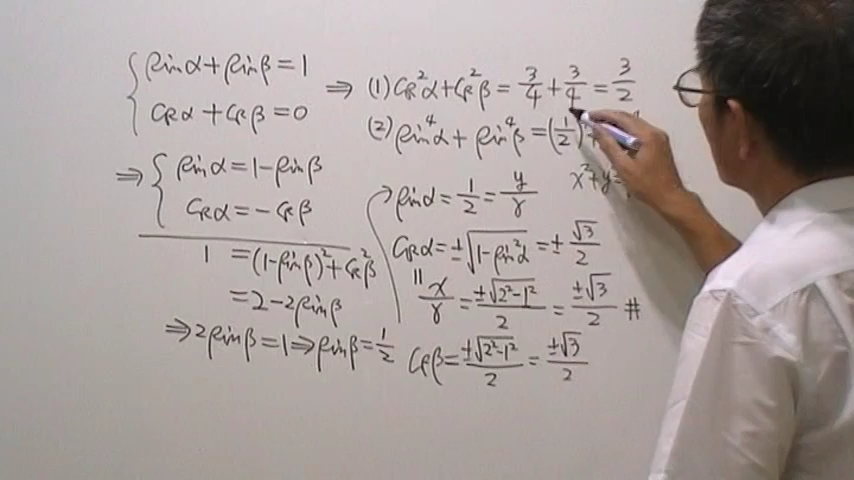 { sinα + sinβ = 1
cosα + cosβ = 0
⇒ (1) cos²α + cos²β = 3/4 + 3/4 = 3/2
(2) sin⁴α + sin⁴β = (1/2)
⇒ { sinα = 1 - sinβ
cosα = -cosβ
1 = (1 - sinβ)² + cos²β
= 2 - 2sinβ
⇒ 2sinβ = 1 ⇒ sinβ = 1/2
x² + y² =
sinα = 1/2 = y/r
cosα = ±√(1 - sin²α) = ±√3/2
" x/r = ±√(2² - 1²)/2 = ±√3/2 #
cosβ = ±√(2² - 1²)/2 = ±√3/2